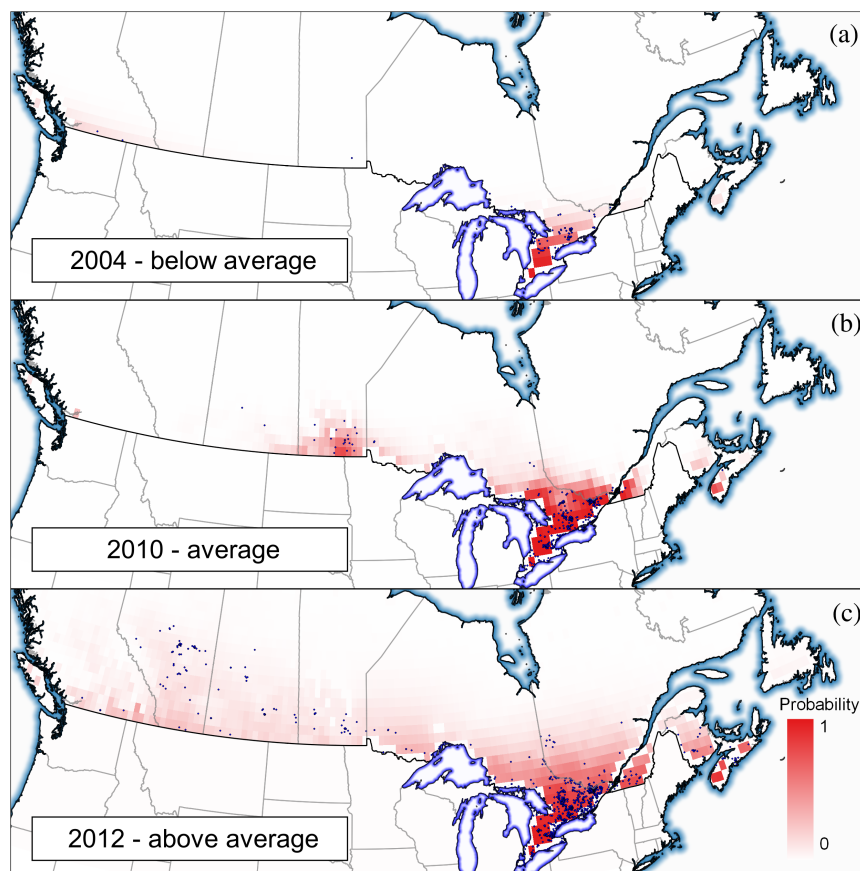 (a)
2004 - below average
(b)
2010 - average
(c)
Probability
1
0
2012 - above average